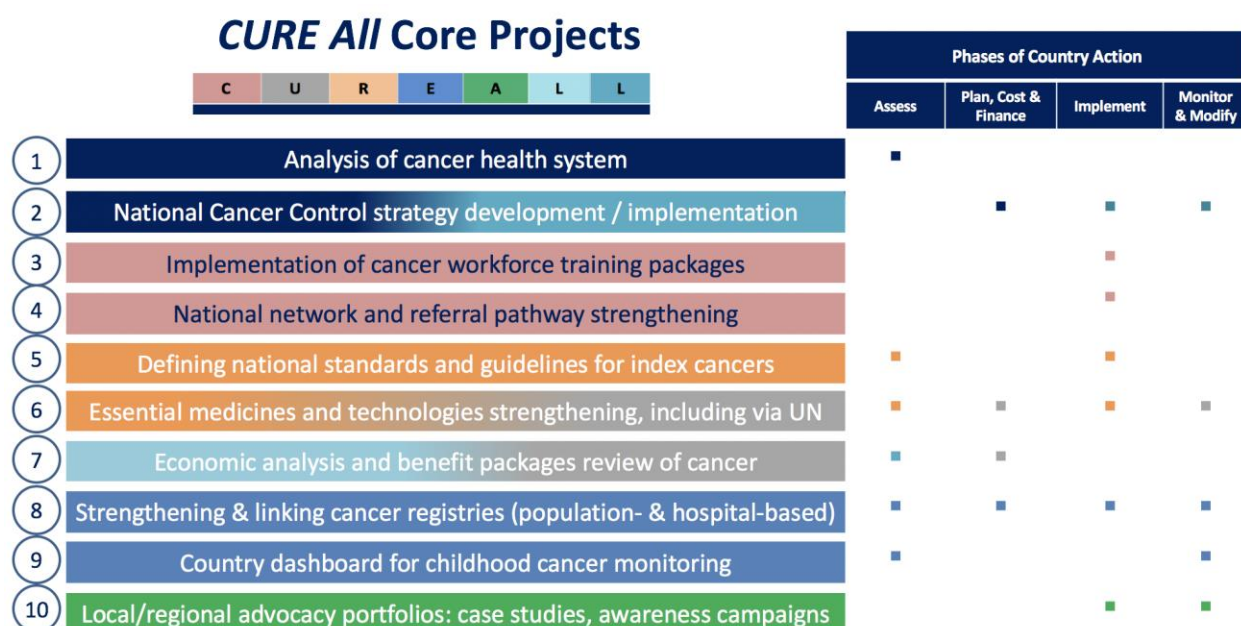 CURE All Core Projects
C U R E A L L
Phases of Country Action
Assess
Plan, Cost &
Finance
Implement
Monitor
& Modify
1 Analysis of cancer health system
2 National Cancer Control strategy development / implementation
3 Implementation of cancer workforce training packages
4 National network and referral pathway strengthening
5 Defining national standards and guidelines for index cancers
6 Essential medicines and technologies strengthening, including via UN
7 Economic analysis and benefit packages review of cancer
8 Strengthening & linking cancer registries (population- & hospital-based)
9 Country dashboard for childhood cancer monitoring
10 Local/regional advocacy portfolios: case studies, awareness campaigns